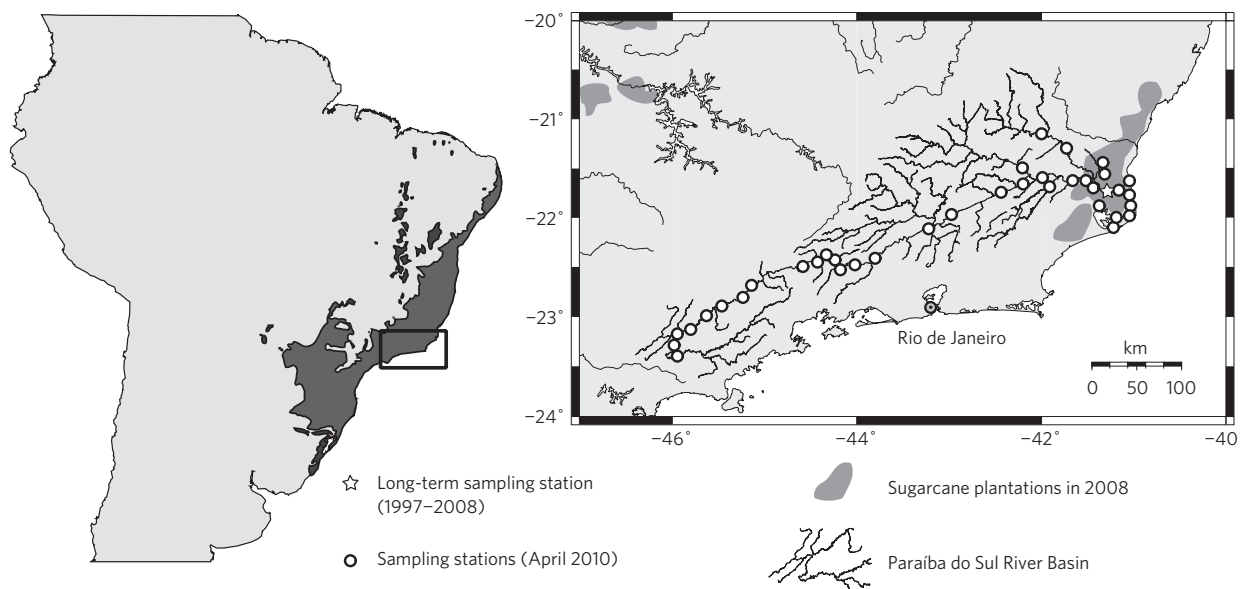 −20°
−40
−21°
−22°
−23°
−24°
−46
−44
−42
−40
Rio de Janeiro
km
0 50 100
Long-term sampling station
(1997–2008)
Sampling stations (April 2010)
Sugarcane plantations in 2008
Paraíba do Sul River Basin